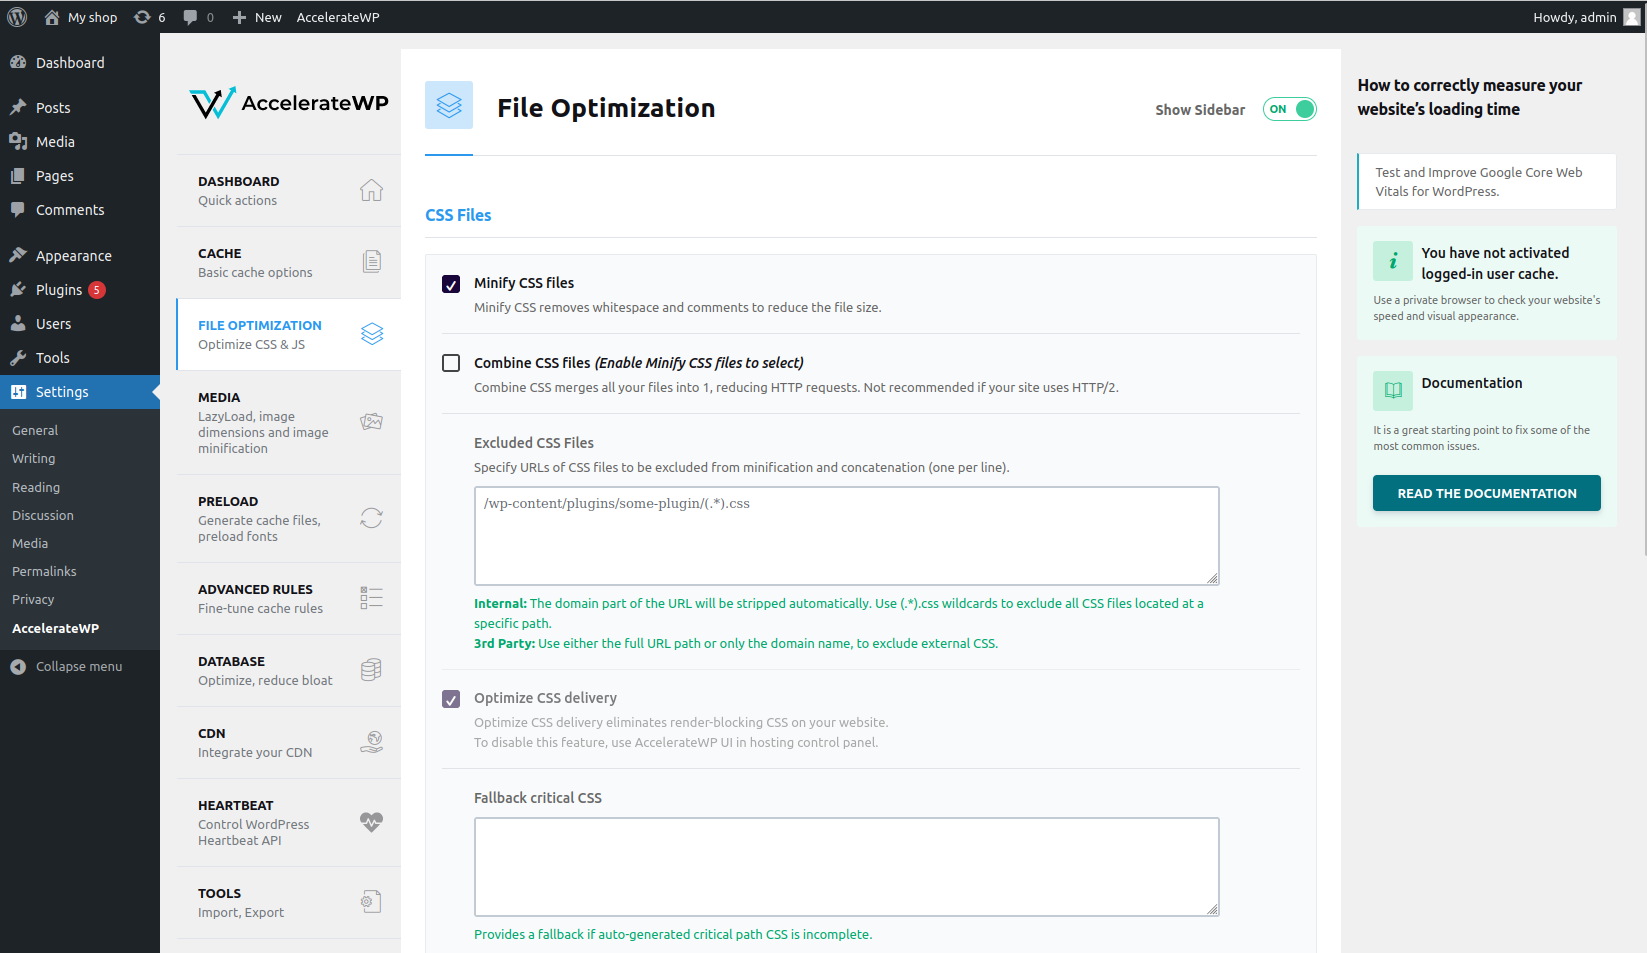 My shop
6
0
New
AccelerateWP
Howdy, admin
Dashboard
Posts
Media
Pages
Comments
Appearance
Plugins 5
Users
Tools
Settings
General
Writing
Reading
Discussion
Media
Permalinks
Privacy
AccelerateWP
Collapse menu
AccelerateWP
DASHBOARD
Quick actions
CACHE
Basic cache options
FILE OPTIMIZATION
Optimize CSS & JS
MEDIA
LazyLoad, image
dimensions and image
minification
PRELOAD
Generate cache files,
preload fonts
ADVANCED RULES
Fine-tune cache rules
DATABASE
Optimize, reduce bloat
CDN
Integrate your CDN
HEARTBEAT
Control WordPress
Heartbeat API
TOOLS
Import, Export
File Optimization
Show Sidebar
ON
CSS Files
Minify CSS files
Minify CSS removes whitespace and comments to reduce the file size.
Combine CSS files (Enable Minify CSS files to select)
Combine CSS merges all your files into 1, reducing HTTP requests. Not recommended if your site uses HTTP/2.
Excluded CSS Files
Specify URLs of CSS files to be excluded from minification and concatenation (one per line).
/wp-content/plugins/some-plugin/(.*).css
Internal: The domain part of the URL will be stripped automatically. Use (.*).css wildcards to exclude all CSS files located at a
specific path.
3rd Party: Use either the full URL path or only the domain name, to exclude external CSS.
Optimize CSS delivery
Optimize CSS delivery eliminates render-blocking CSS on your website.
To disable this feature, use AccelerateWP UI in hosting control panel.
Fallback critical CSS
Provides a fallback if auto-generated critical path CSS is incomplete.
How to correctly measure your
website's loading time
Test and Improve Google Core Web
Vitals for WordPress.
You have not activated
logged-in user cache.
Use a private browser to check your website's
speed and visual appearance.
Documentation
It is a great starting point to fix some of the
most common issues.
READ THE DOCUMENTATION